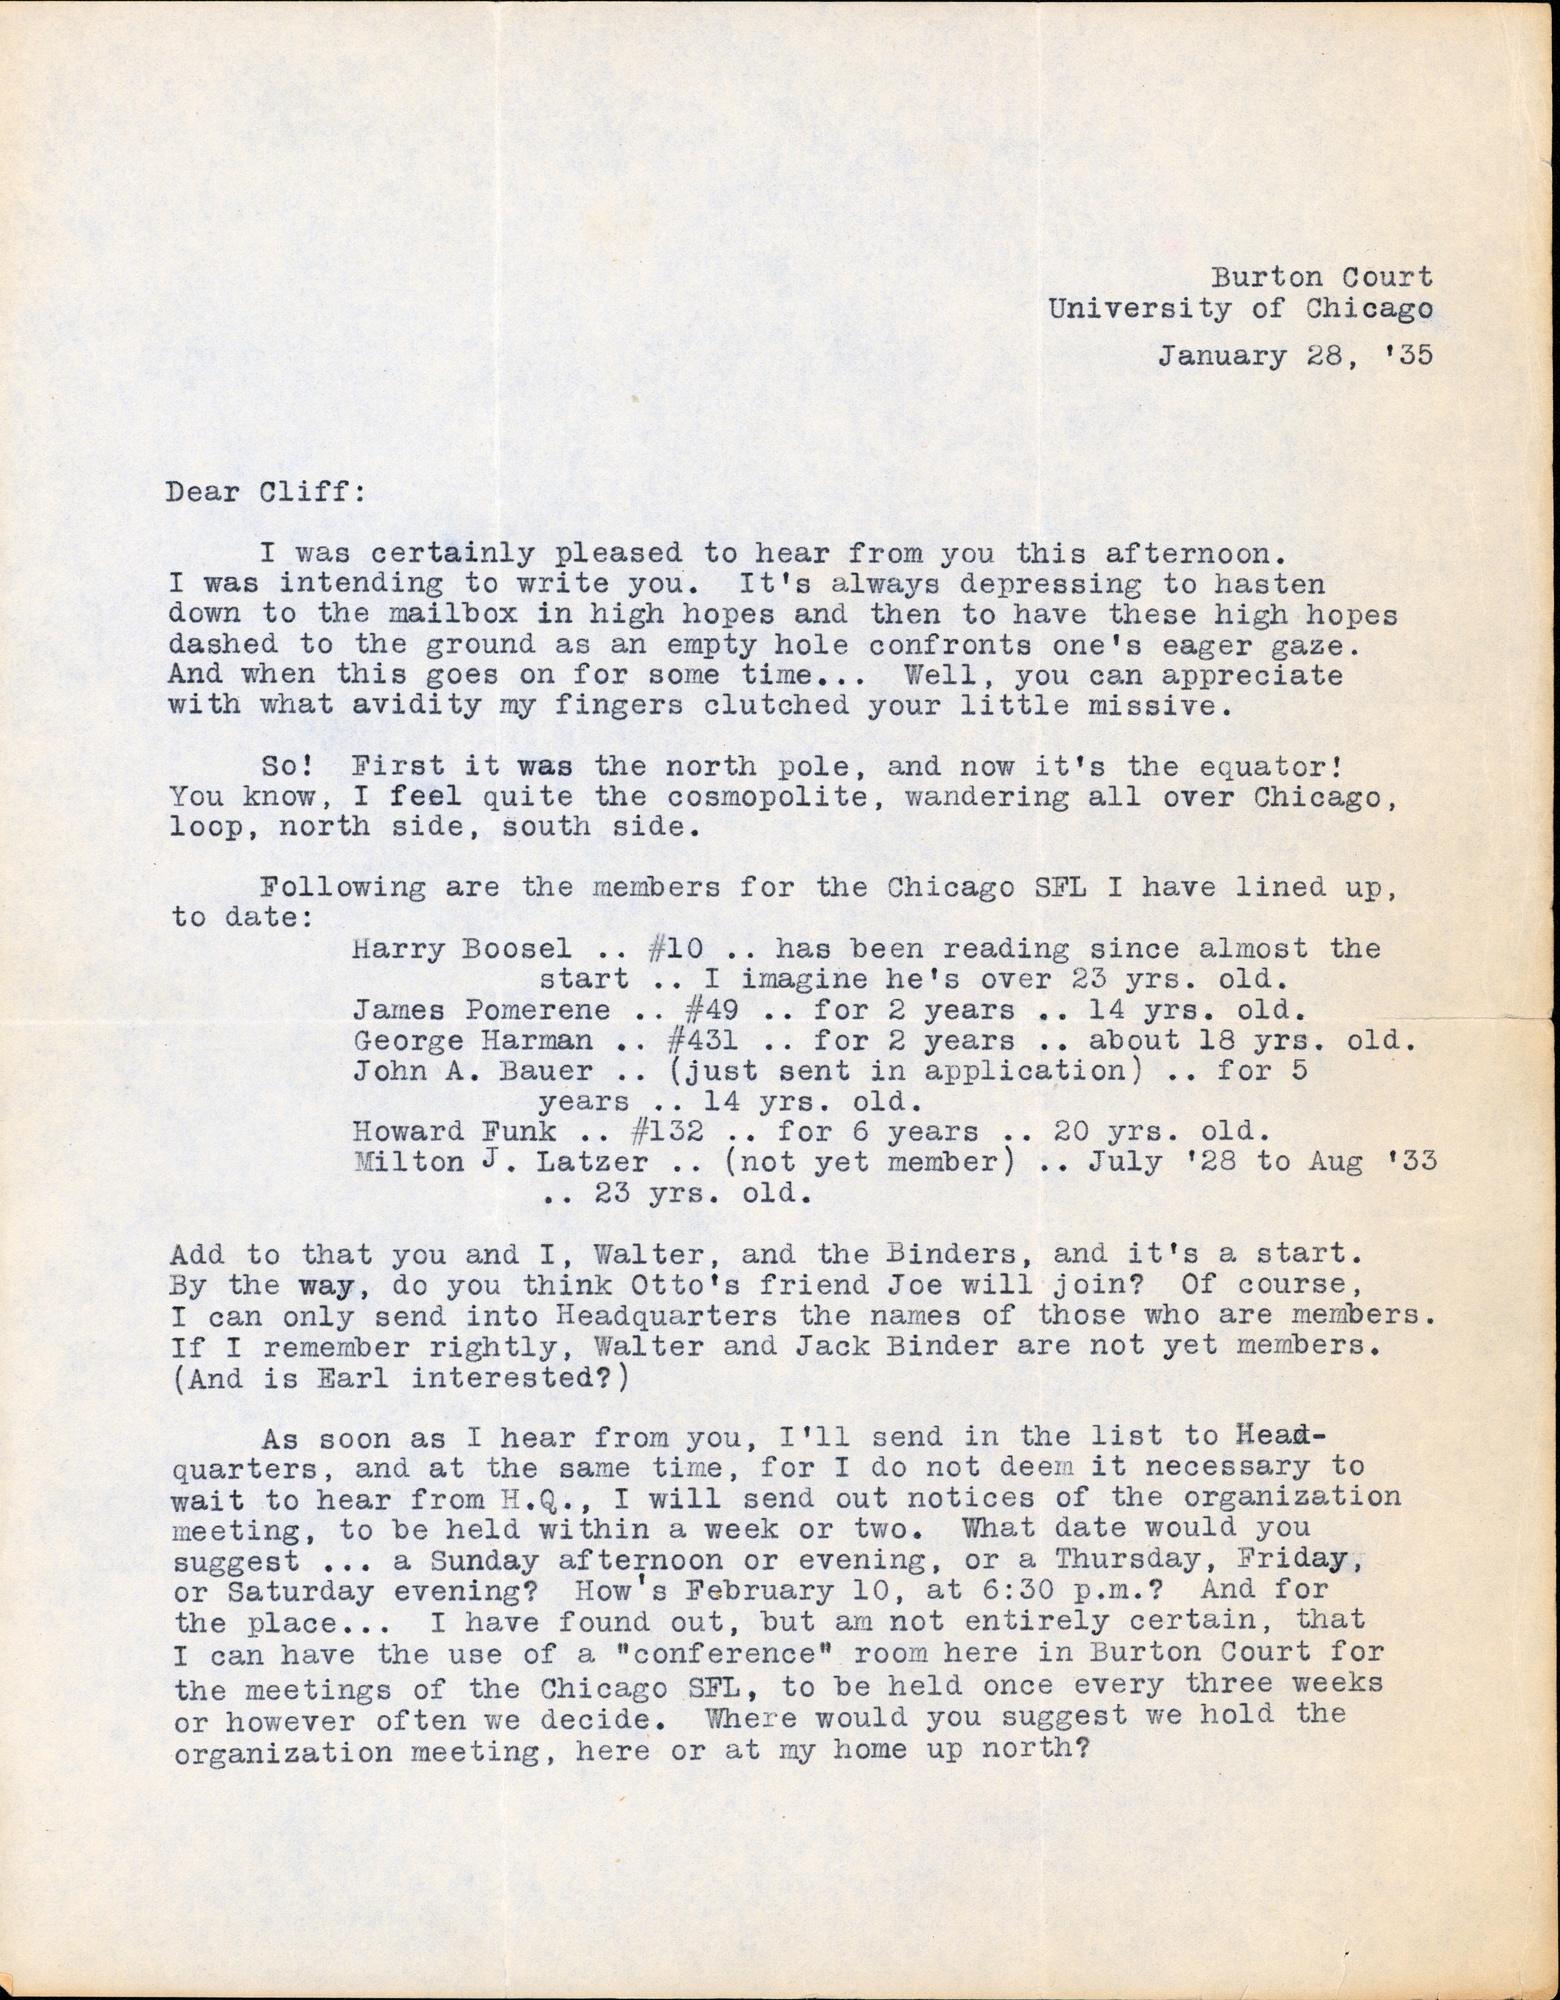 Burton Court
University of Chicago
January 28, '35
Dear Cliff:
I was certainly pleased to hear from you this afternoon.
I was intending to write you.  It's always depressing to hasten
down to the mailbox in high hopes and then to have these high hopes
dashed to the ground as an empty hole confronts one's eager gaze.
And when this goes on for some time...  Well, you can appreciate
with what avidity my fingers clutched your little missive.
So!  First it was the north pole, and now it's the equator!
You know, I feel quite the cosmopolite, wandering all over Chicago,
loop, north side, south side.
Following are the members for the Chicago SFL I have lined up,
to date:
Harry Boosel .. #10 .. has been reading since almost the
start .. I imagine he's over 23 yrs. old.
James Pomerene .. #49 .. for 2 years .. 14 yrs. old.
George Harman .. #431 .. for 2 years .. about 18 yrs. old.
John A. Bauer .. (just sent in application) .. for 5
years .. 14 yrs. old.
Howard Funk .. #132 .. for 6 years .. 20 yrs. old.
Milton J. Latzer .. (not yet member) .. July '28 to Aug '33
.. 23 yrs. old.
Add to that you and I, Walter, and the Binders, and it's a start.
By the way, do you think Otto's friend Joe will join?  Of course,
I can only send into Headquarters the names of those who are members.
If I remember rightly, Walter and Jack Binder are not yet members.
(And is Earl interested?)
As soon as I hear from you, I'll send in the list to Head-
quarters, and at the same time, for I do not deem it necessary to
wait to hear from H.Q., I will send out notices of the organization
meeting, to be held within a week or two.  What date would you
suggest ... a Sunday afternoon or evening, or a Thursday, Friday,
or Saturday evening?  How's February 10, at 6:30 p.m.?  And for
the place...  I have found out, but am not entirely certain, that
I can have the use of a "conference" room here in Burton Court for
the meetings of the Chicago SFL, to be held once every three weeks
or however often we decide.  Where would you suggest we hold the
organization meeting, here or at my home up north?